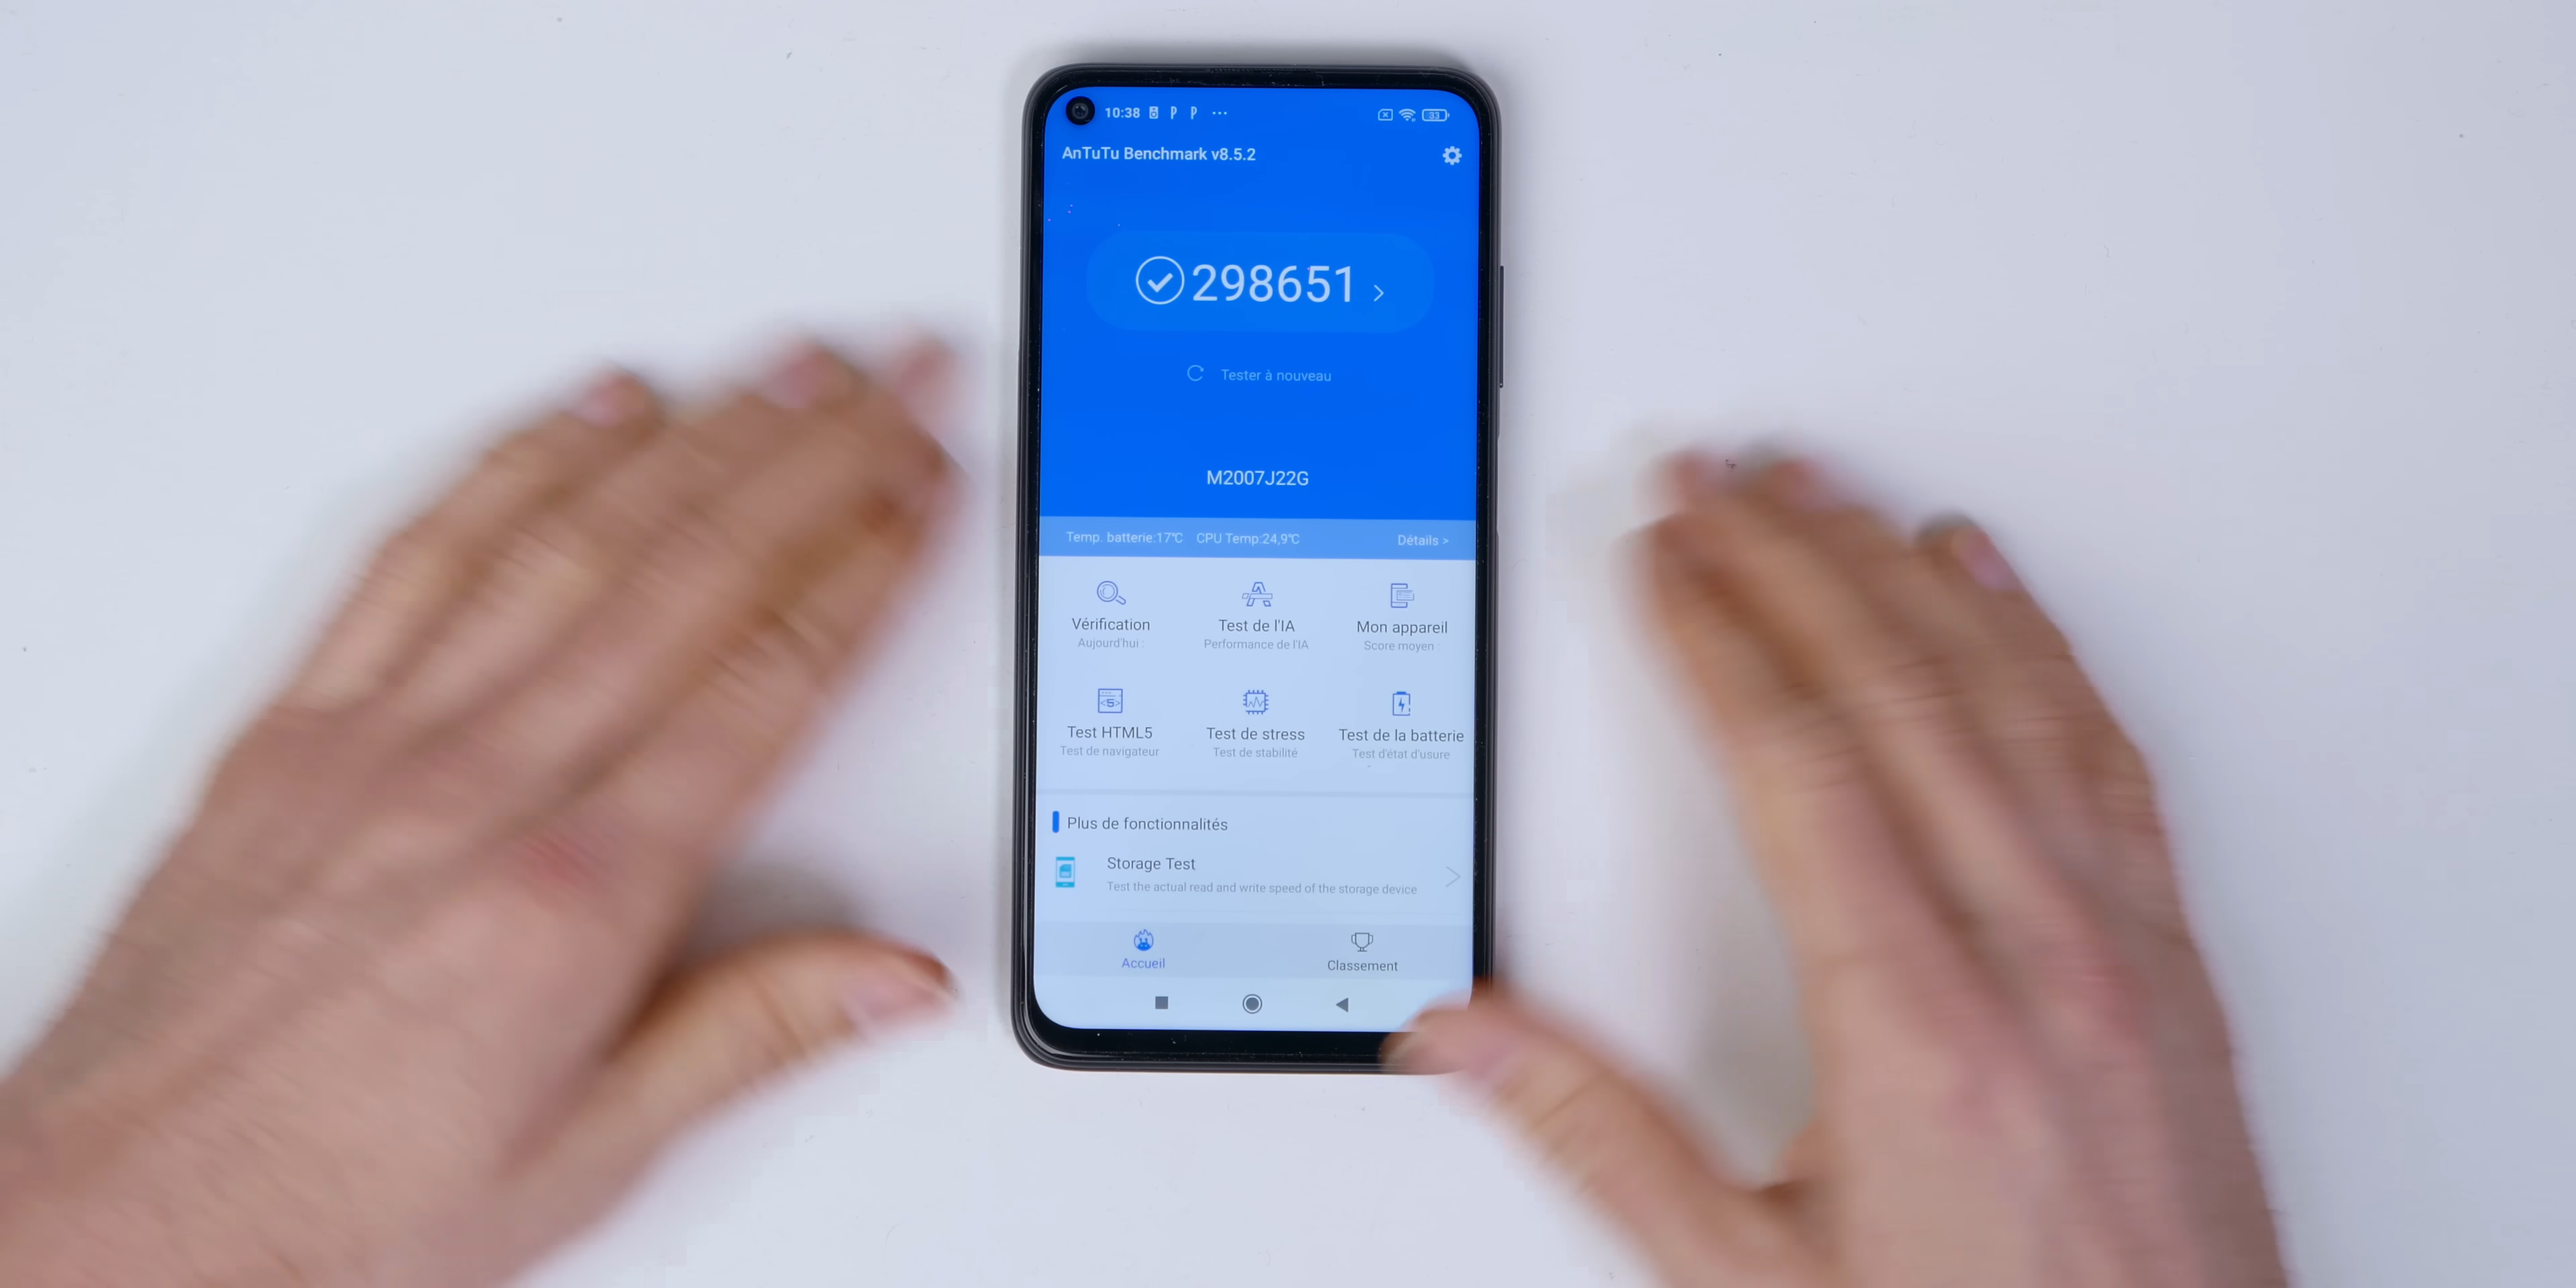 10:38 P P ... 33
AnTuTu Benchmark v8.5.2
298651 >
Tester à nouveau
M2007J22G
Temp. batterie:17℃ CPU Temp:24,9℃ Détails >
Vérification Test de l'IA Mon appareil
Aujourd'hui : Performance de l'IA Score moyen :
5
Test HTML5 Test de stress Test de la batterie
Test de navigateur Test de stabilité Test d'état d'usure
Plus de fonctionnalités
Storage Test
Test the actual read and write speed of the storage device
Accueil Classement